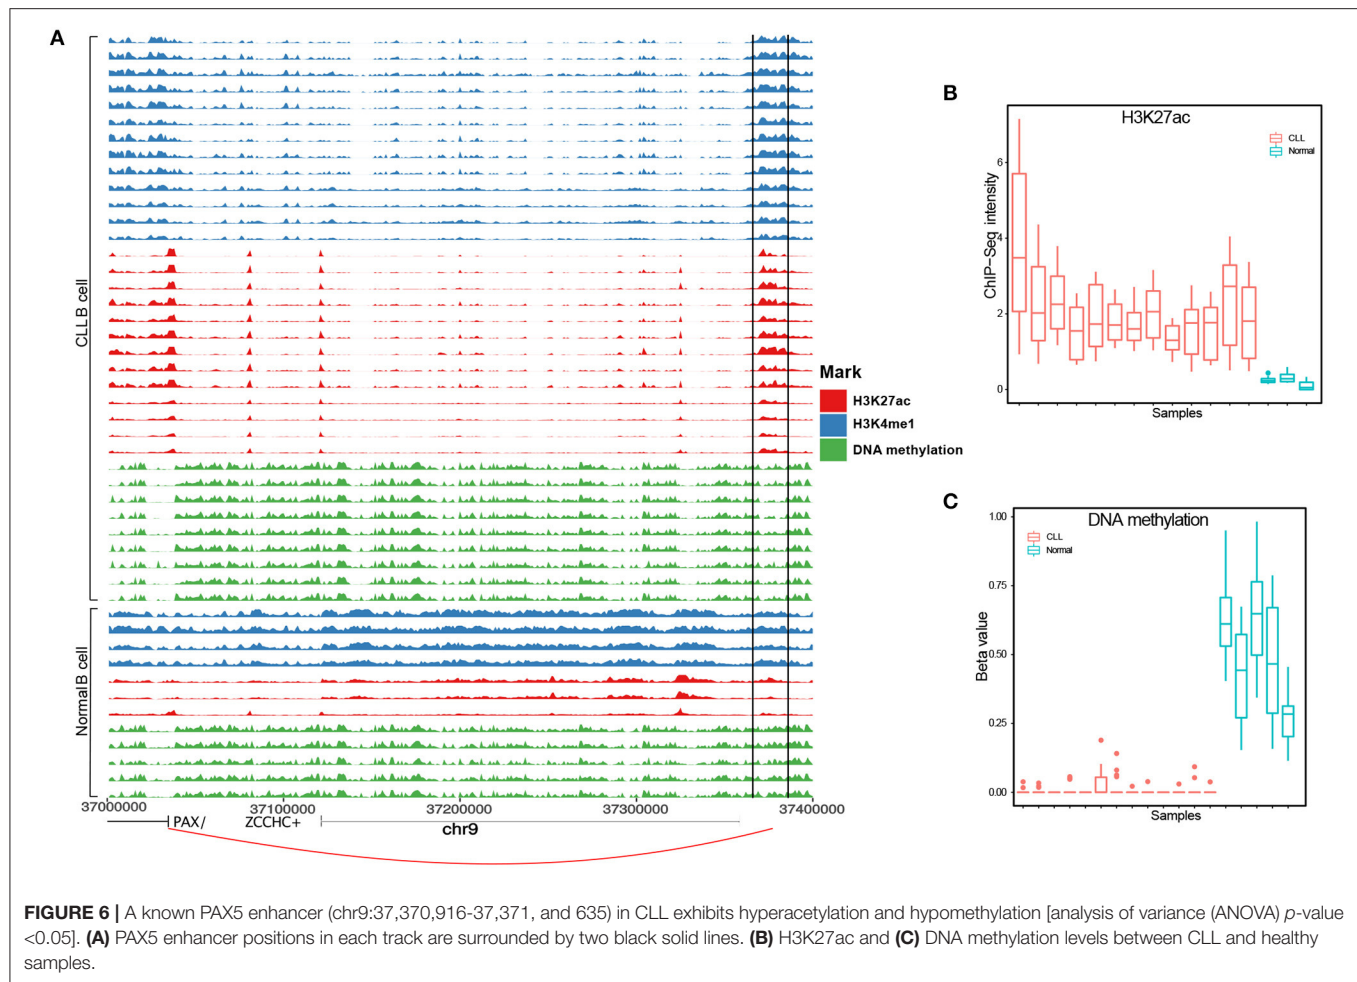 A
CLL B cell
Normal B cell
Mark
H3K27ac
H3K4me1
DNA methylation
37000000 37100000 37200000 37300000 37400000
PAX/ ZCCHC+ chr9
B
H3K27ac
CLL
Normal
ChIP-Seq intensity
6
4
2
0
Samples
C
DNA methylation
CLL
Normal
Beta value
1.00
0.75
0.50
0.25
0.00
Samples
FIGURE 6 | A known PAX5 enhancer (chr9:37,370,916-37,371, and 635) in CLL exhibits hyperacetylation and hypomethylation [analysis of variance (ANOVA) p-value
<0.05]. (A) PAX5 enhancer positions in each track are surrounded by two black solid lines. (B) H3K27ac and (C) DNA methylation levels between CLL and healthy
samples.